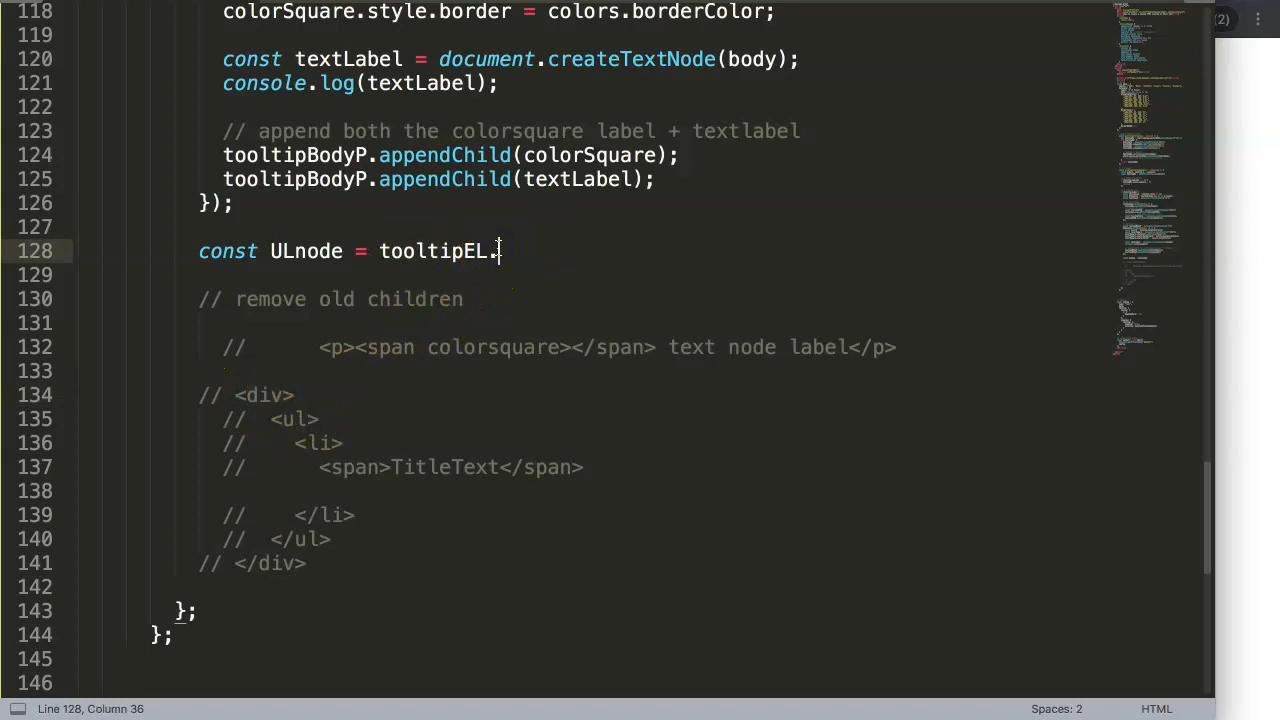 118 colorSquare.style.border = colors.borderColor;
119
120 const textLabel = document.createTextNode(body);
121 console.log(textLabel);
122
123 // append both the colorsquare label + textlabel
124 tooltipBodyP.appendChild(colorSquare);
125 tooltipBodyP.appendChild(textLabel);
126 });
127
128 const ULnode = tooltipEL.
129
130 // remove old children
131
132 // <p><span colorsquare></span> text node label</p>
133
134 // <div>
135 // <ul>
136 // <li>
137 // <span>TitleText</span>
138
139 // </li>
140 // </ul>
141 // </div>
142
143 };
144 };
145
146
(2)
Line 128, Column 36
Spaces: 2
HTML